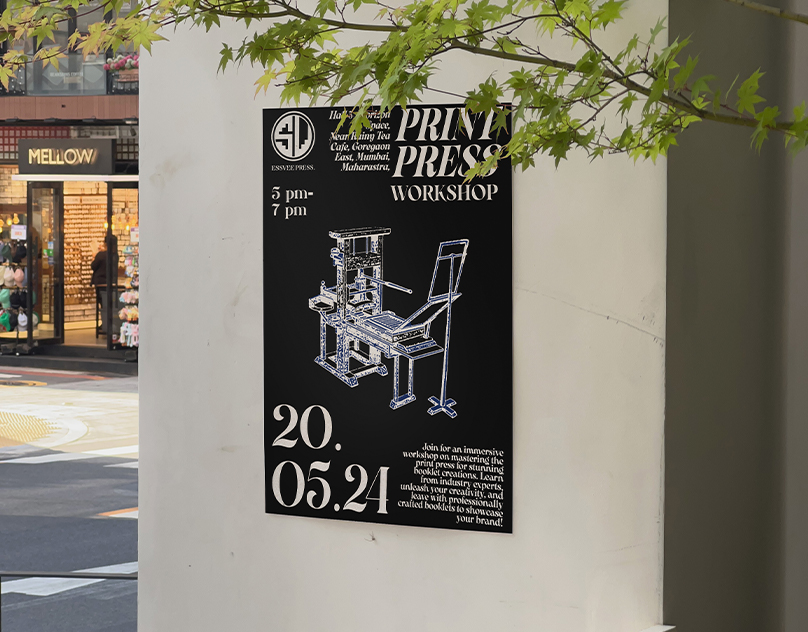 MELLOW
SV
ESSVEE PRESS.
Horizon
Space,
Near Tea
Cafe, Goregaon
East, Mumbai,
Maharastra,
PRINT
PRESS
WORKSHOP
5 pm-
7 pm
20.
05.24
Join for an immersive
workshop on mastering the
print press for stunning
booklet creations. Learn
from industry experts,
unleash your creativity, and
leave with professionally
crafted booklets to showcase
your brand!